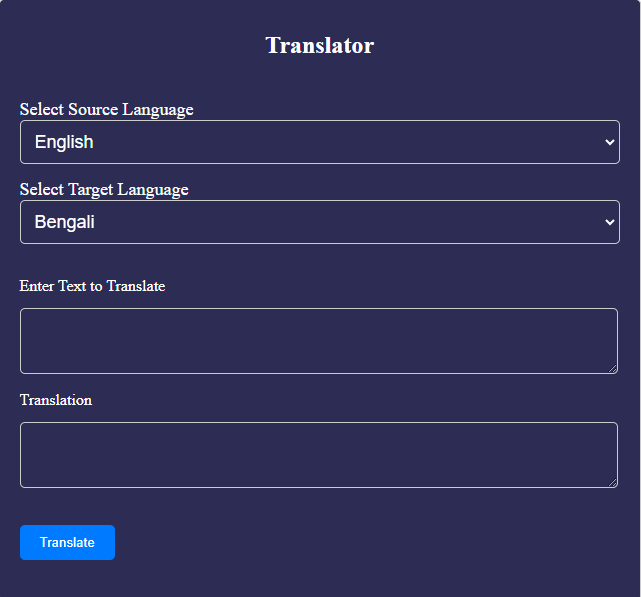 Translator
Select Source Language
English
Select Target Language
Bengali
Enter Text to Translate
Translation
Translate